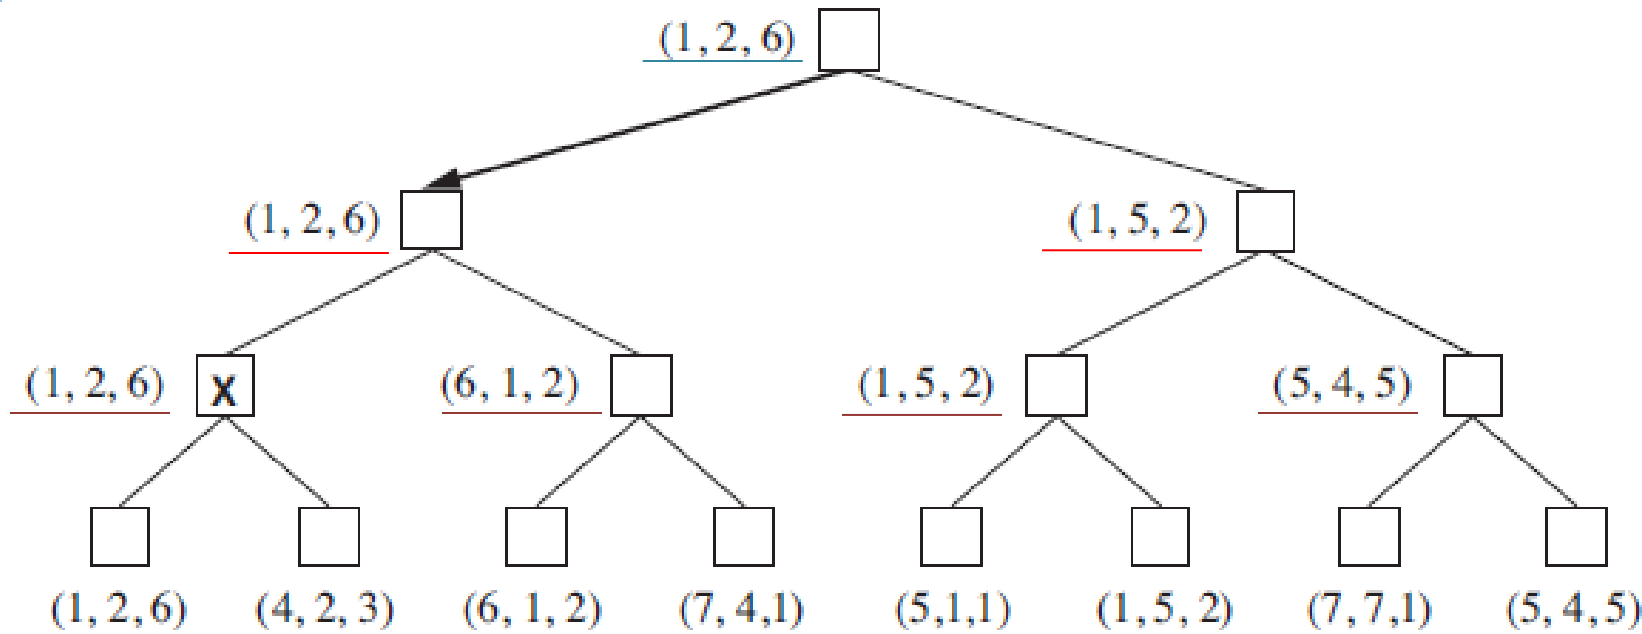 (1, 2, 6)
(1, 2, 6) (1, 5, 2)
(1, 2, 6) X (6, 1, 2) (1, 5, 2) (5, 4, 5)
(1, 2, 6) (4, 2, 3) (6, 1, 2) (7, 4,1) (5,1,1) (1, 5, 2) (7, 7,1) (5, 4, 5)